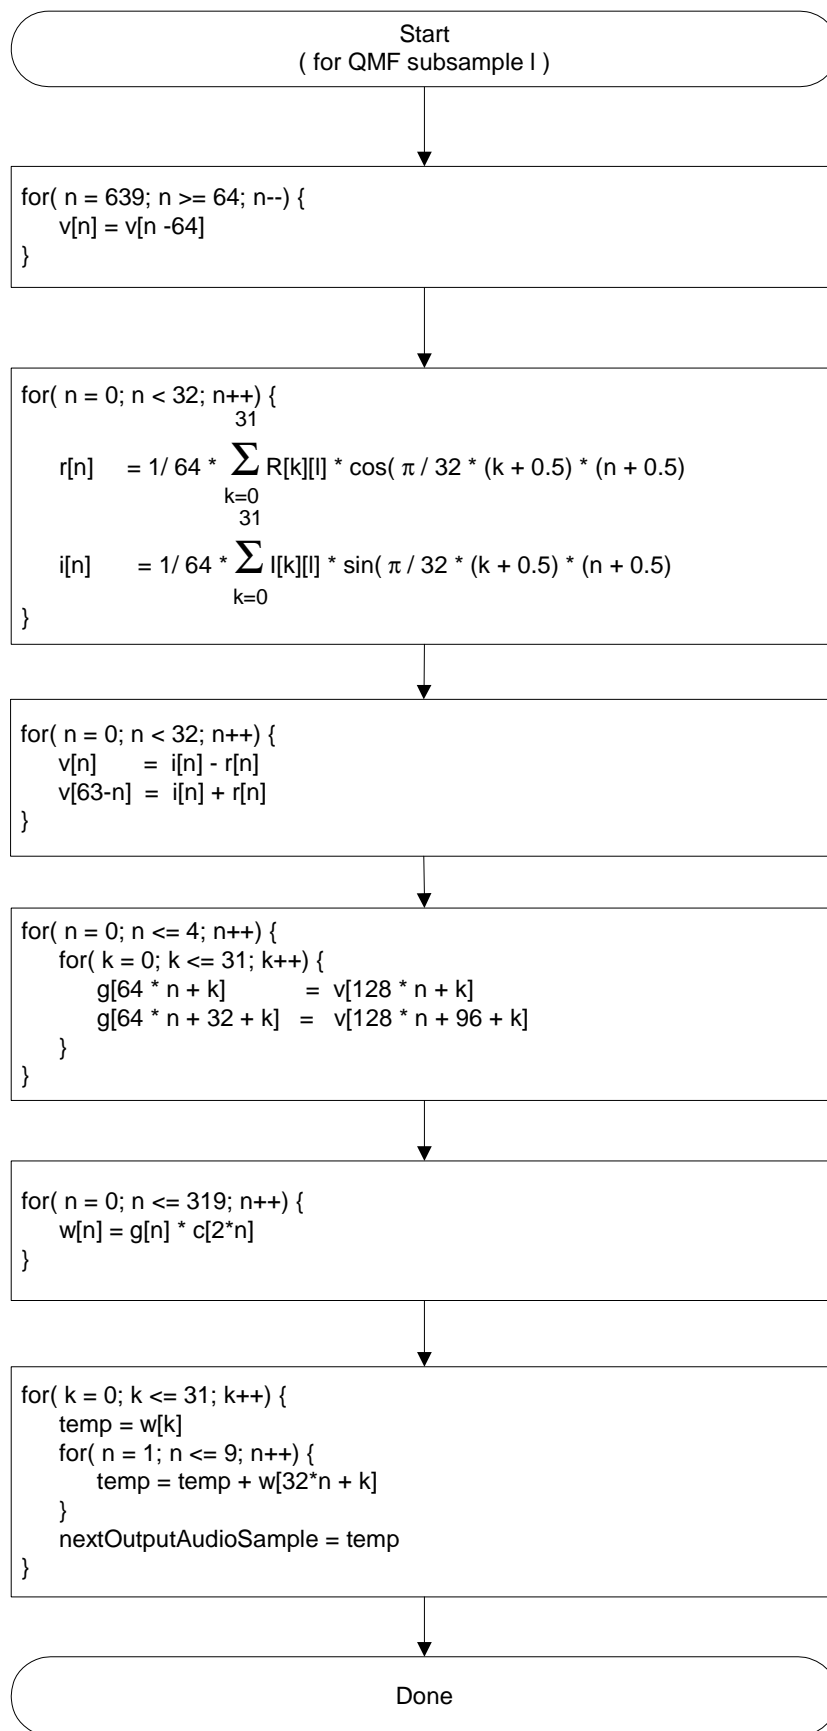 Start
( for QMF subsample l )
for( n = 639; n >= 64; n--) {
v[n] = v[n -64]
}
for( n = 0; n < 32; n++) {
31
r[n] = 1/ 64 * Σ R[k][l] * cos( π / 32 * (k + 0.5) * (n + 0.5)
k=0
31
i[n] = 1/ 64 * Σ I[k][l] * sin( π / 32 * (k + 0.5) * (n + 0.5)
k=0
}
for( n = 0; n < 32; n++) {
v[n] = i[n] - r[n]
v[63-n] = i[n] + r[n]
}
for( n = 0; n <= 4; n++) {
for( k = 0; k <= 31; k++) {
g[64 * n + k] = v[128 * n + k]
g[64 * n + 32 + k] = v[128 * n + 96 + k]
}
}
for( n = 0; n <= 319; n++) {
w[n] = g[n] * c[2*n]
}
for( k = 0; k <= 31; k++) {
temp = w[k]
for( n = 1; n <= 9; n++) {
temp = temp + w[32*n + k]
}
nextOutputAudioSample = temp
}
Done